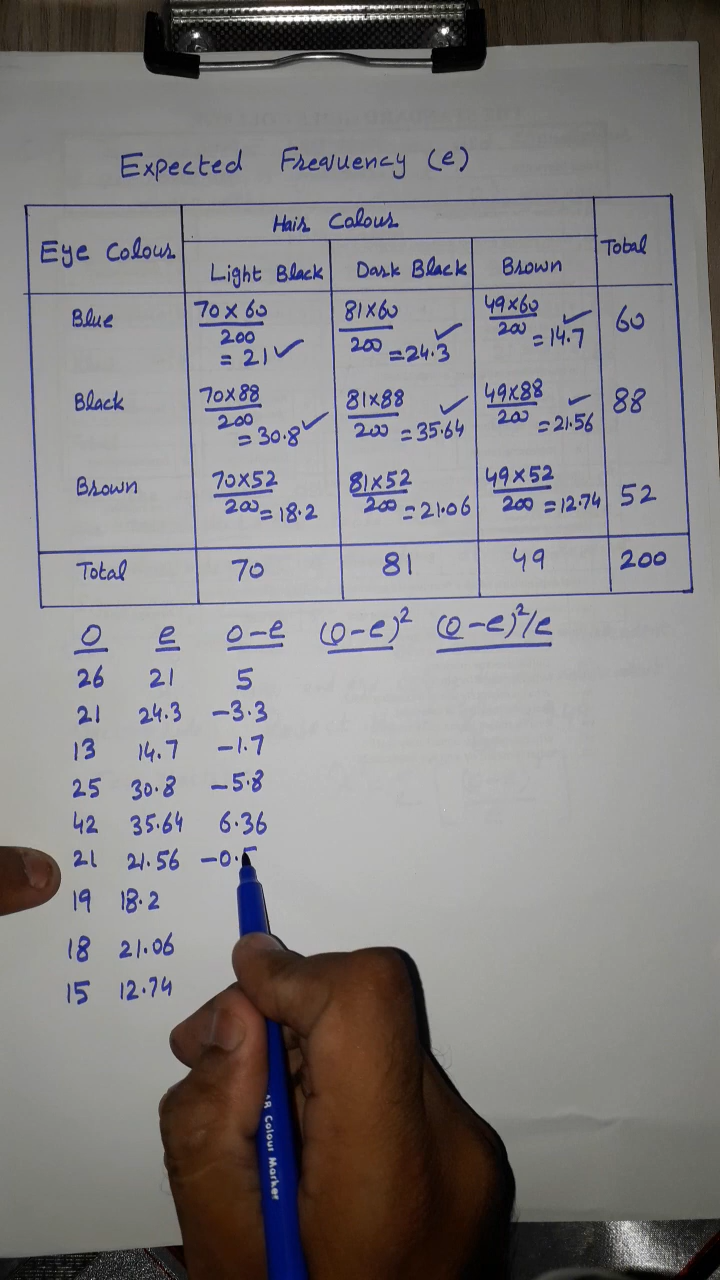 Expected Frequency (e)
Eye Colour Hair Colour Total
Light Black Dark Black Brown
Blue 70 x 60 / 200 = 21 ✓ 81x60 / 200 = 24.3 ✓ 49x60 / 200 = 14.7 ✓ 60
Black 70x88 / 200 = 30.8 ✓ 81x88 / 200 = 35.64 ✓ 49x88 / 200 = 21.56 ✓ 88
Brown 70x52 / 200 = 18.2 81x52 / 200 = 21.06 49x52 / 200 = 12.74 52
Total 70 81 49 200
O e o-e (o-e)² (o-e)²/e
26 21 5
21 24.3 -3.3
13 14.7 -1.7
25 30.8 -5.8
42 35.64 6.36
21 21.56 -0.5
19 18.2
18 21.06
15 12.74
Colour Marker